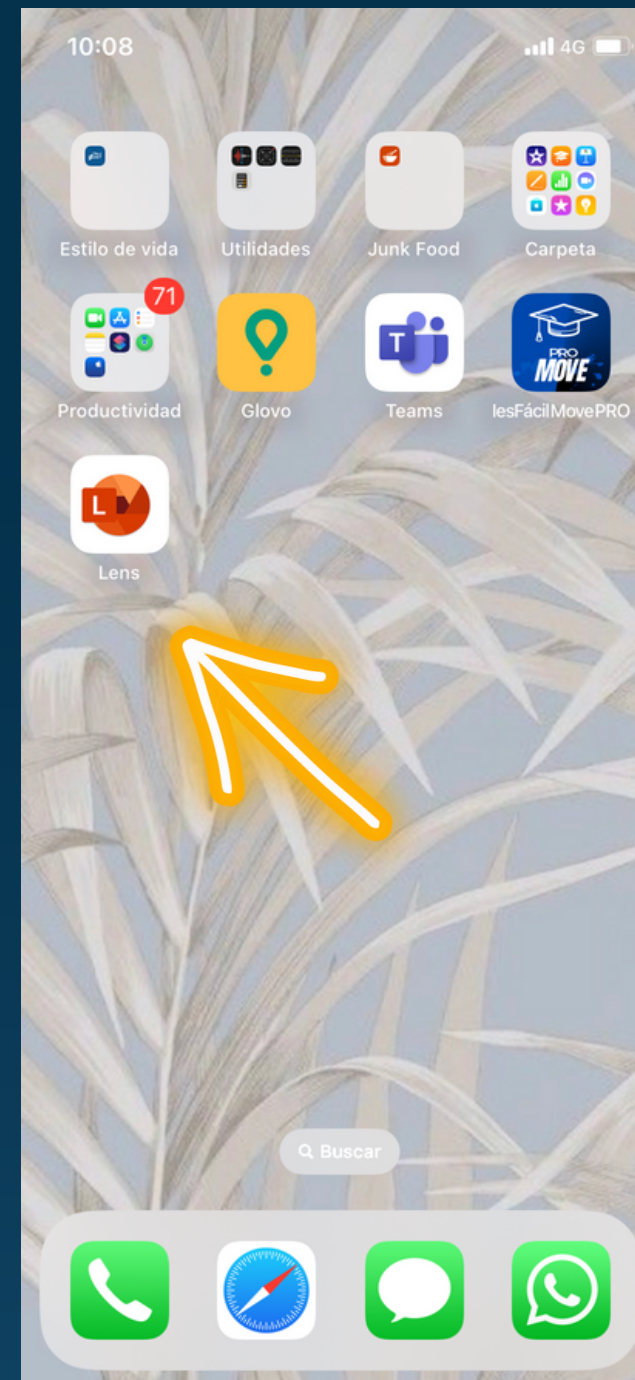 10:08 4G
Estilo de vida Utilidades Junk Food Carpeta
71
PRO
MOVE
T
Productividad Glovo Teams lesFácilMovePRO
L
Lens
Buscar